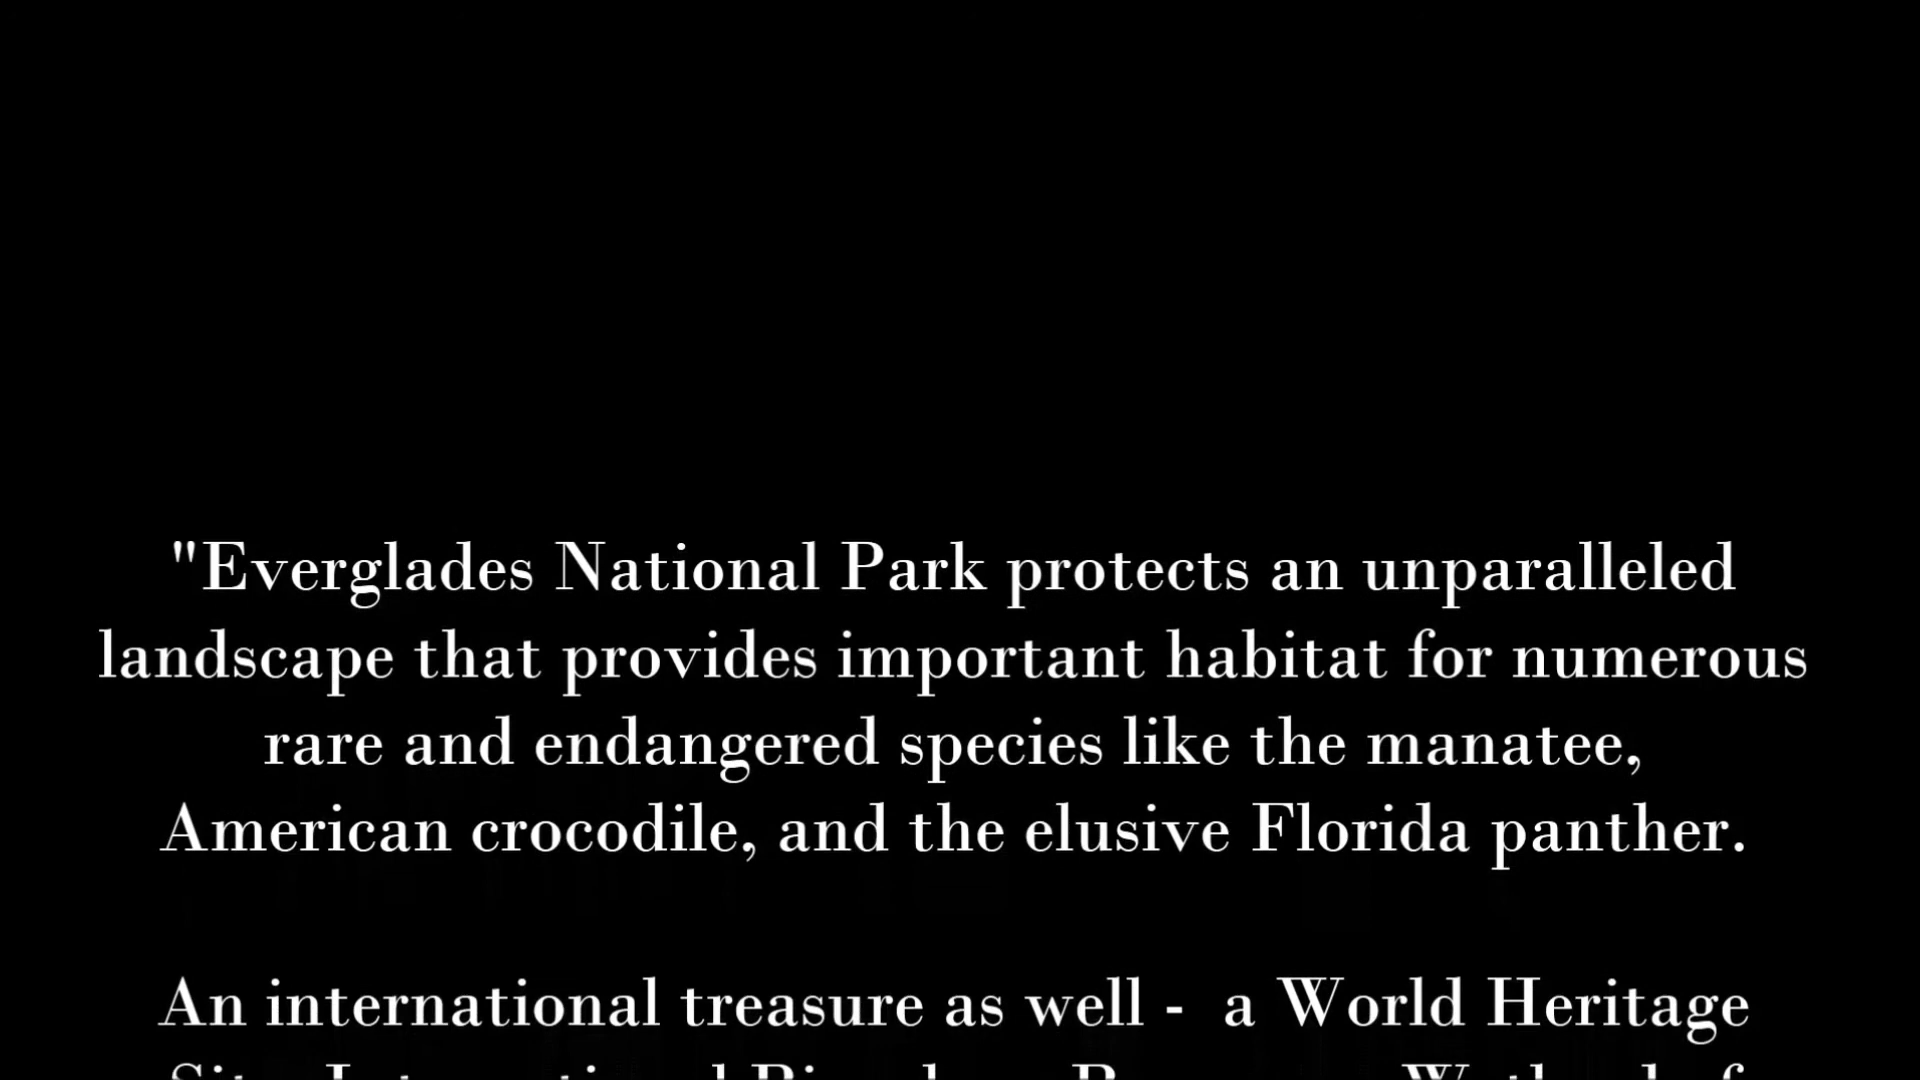 "Everglades National Park protects an unparalleled
landscape that provides important habitat for numerous
rare and endangered species like the manatee,
American crocodile, and the elusive Florida panther.
An international treasure as well -  a World Heritage